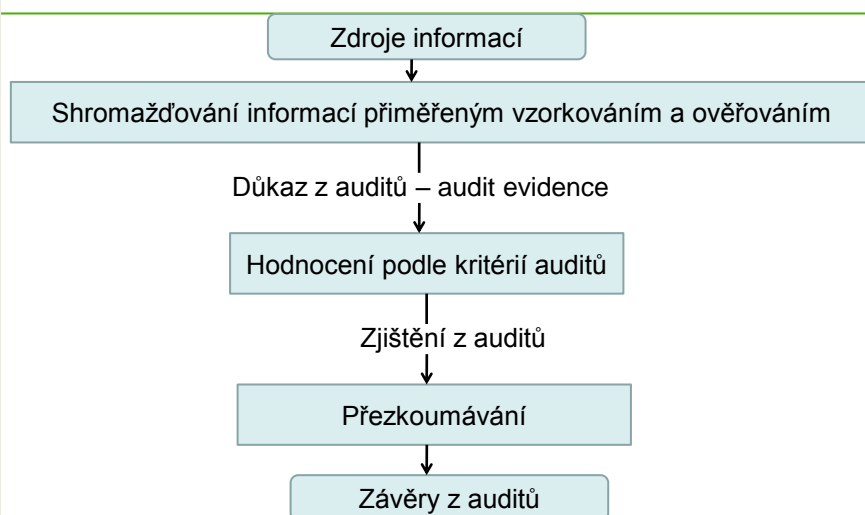 Zdroje informací
Shromažďování informací přiměřeným vzorkováním a ověřováním
Důkaz z auditů – audit evidence
Hodnocení podle kritérií auditů
Zjištění z auditů
Přezkoumávání
Závěry z auditů